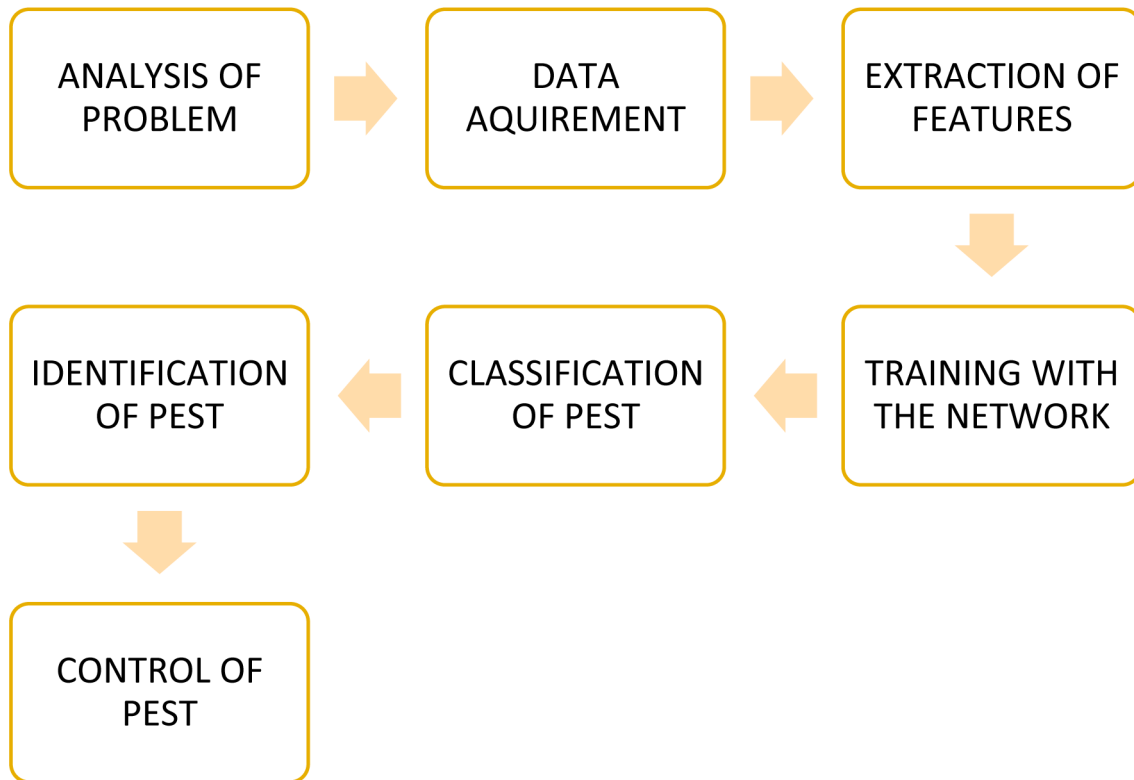 ANALYSIS OF
PROBLEM
DATA
AQUIREMENT
EXTRACTION OF
FEATURES
TRAINING WITH
THE NETWORK
CLASSIFICATION
OF PEST
IDENTIFICATION
OF PEST
CONTROL OF
PEST